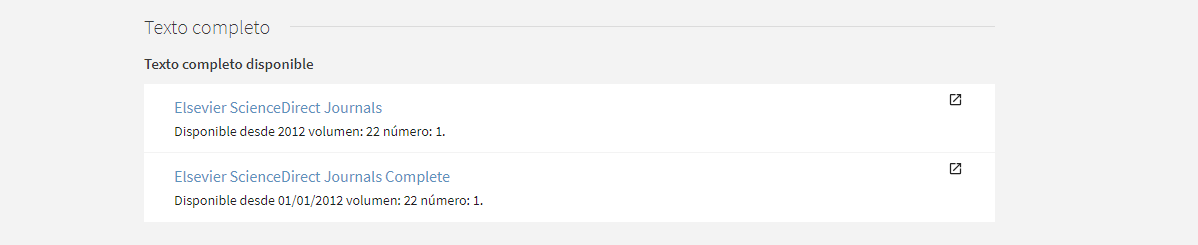 Texto completo
Texto completo disponible
Elsevier ScienceDirect Journals
Disponible desde 2012 volumen: 22 número: 1.
Elsevier ScienceDirect Journals Complete
Disponible desde 01/01/2012 volumen: 22 número: 1.